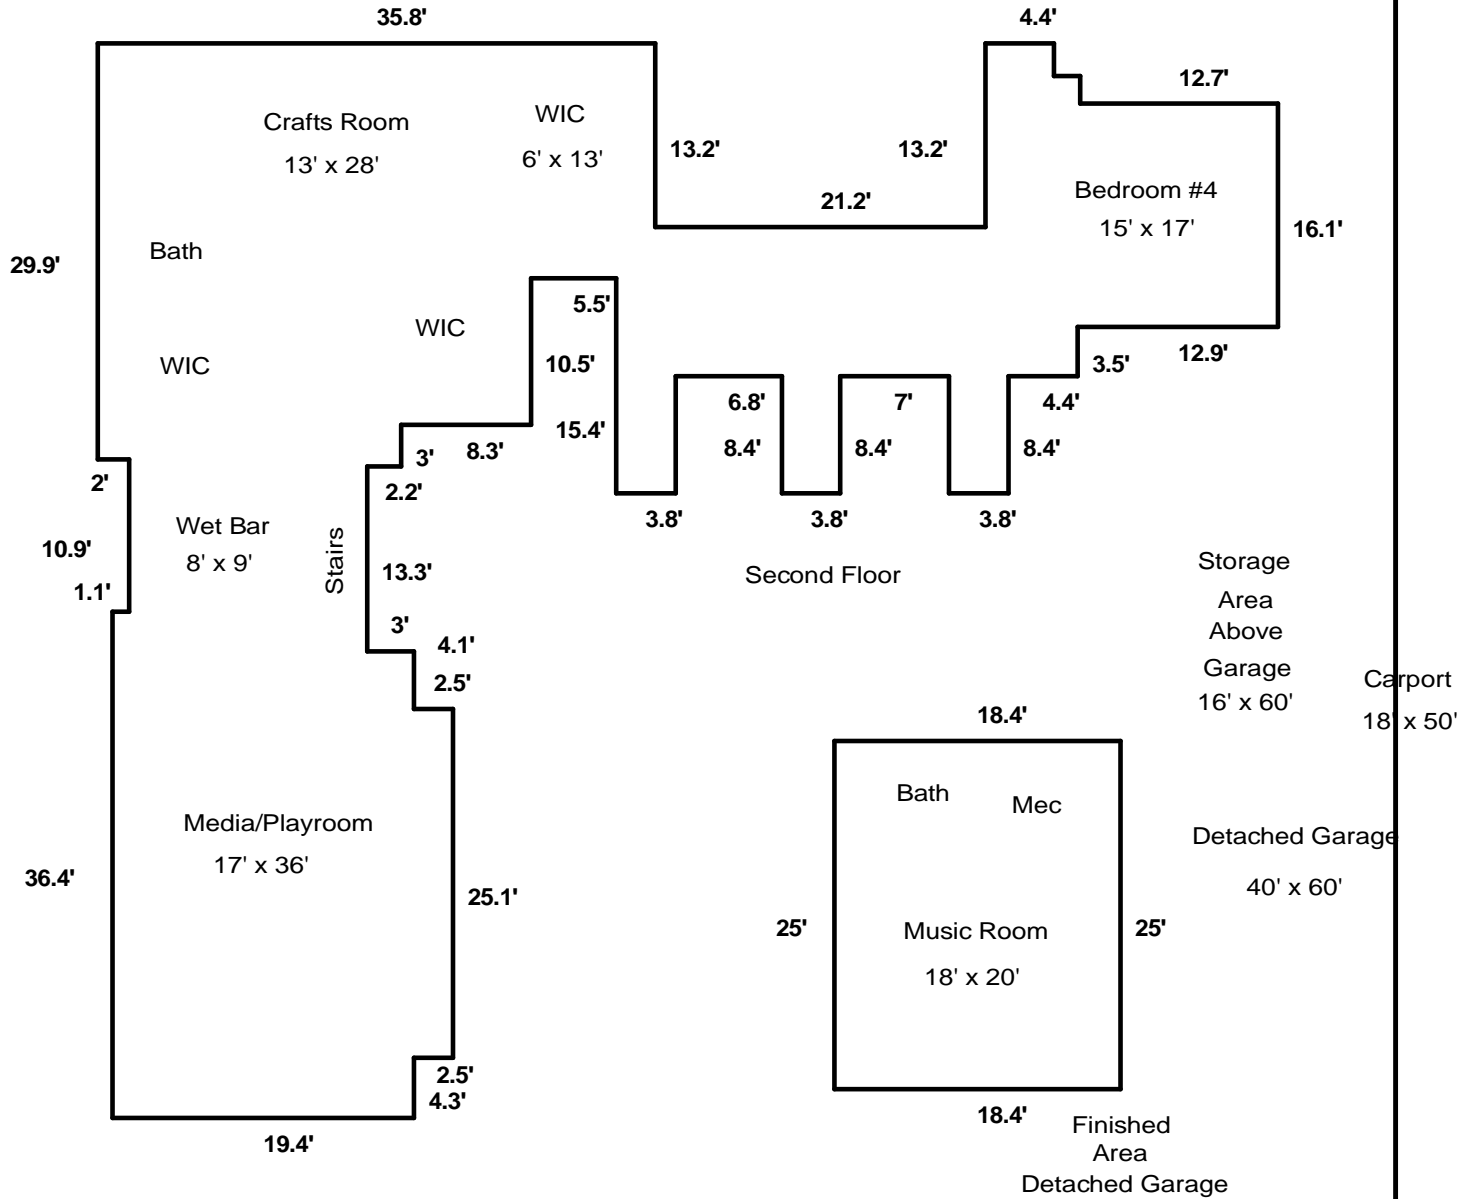 35.8'
4.4'
12.7'
Crafts Room
13' x 28'
WIC
6' x 13'
13.2'
13.2'
21.2'
Bedroom #4
15' x 17'
16.1'
29.9'
Bath
WIC
WIC
5.5'
10.5'
15.4'
12.9'
3.5'
6.8'
7'
4.4'
8.4'
8.4'
8.4'
8.3'
3'
2.2'
2'
3.8'
3.8'
3.8'
Wet Bar
8' x 9'
Stairs
10.9'
1.1'
13.3'
3'
4.1'
2.5'
Second Floor
Storage
Area
Above
Garage
16' x 60'
Carport
18' x 50'
18.4'
Bath
Mec
Media/Playroom
17' x 36'
36.4'
25.1'
Detached Garage
40' x 60'
25'
Music Room
18' x 20'
25'
2.5'
4.3'
19.4'
18.4'
Finished
Area
Detached Garage